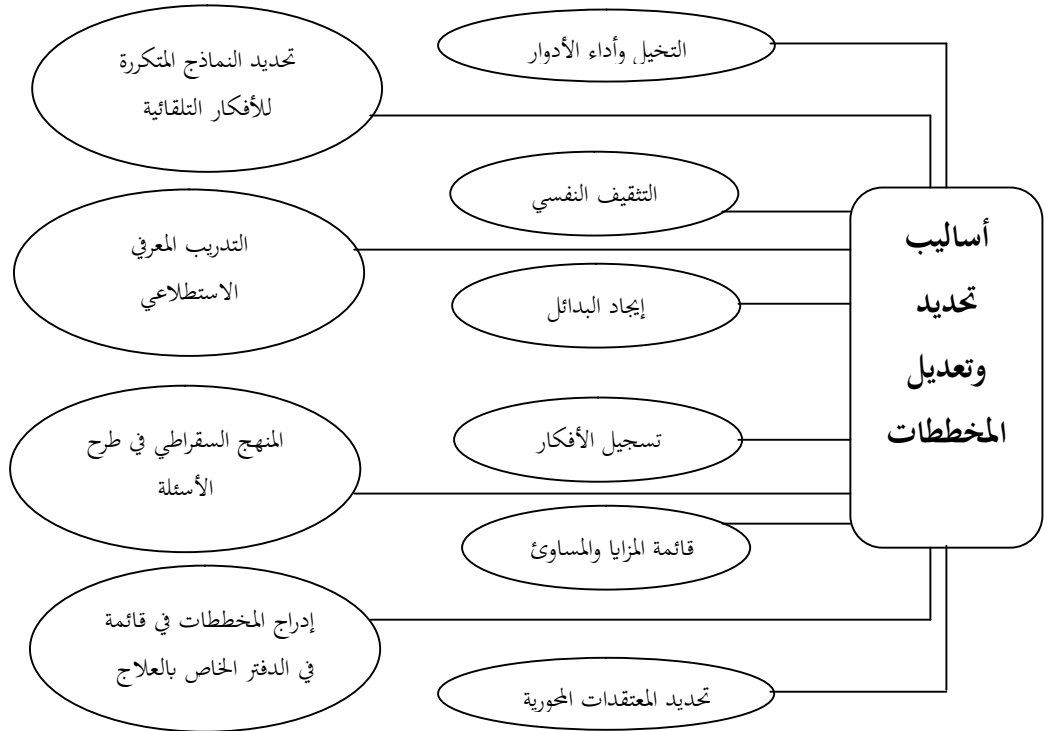 أساليب
تحديد
وتعديل
المخططات
التخيل وأداء الأدوار
تحديد النماذج المتكررة
للأفكار التلقائية
التثقيف النفسي
التدريب المعرفي
الاستطلاعي
إيجاد البدائل
تسجيل الأفكار
المنهج السقراطي في طرح
الأسئلة
قائمة المزايا والمساوئ
إدراج المخططات في قائمة
في الدفتر الخاص بالعلاج
تحديد المعتقدات المحورية